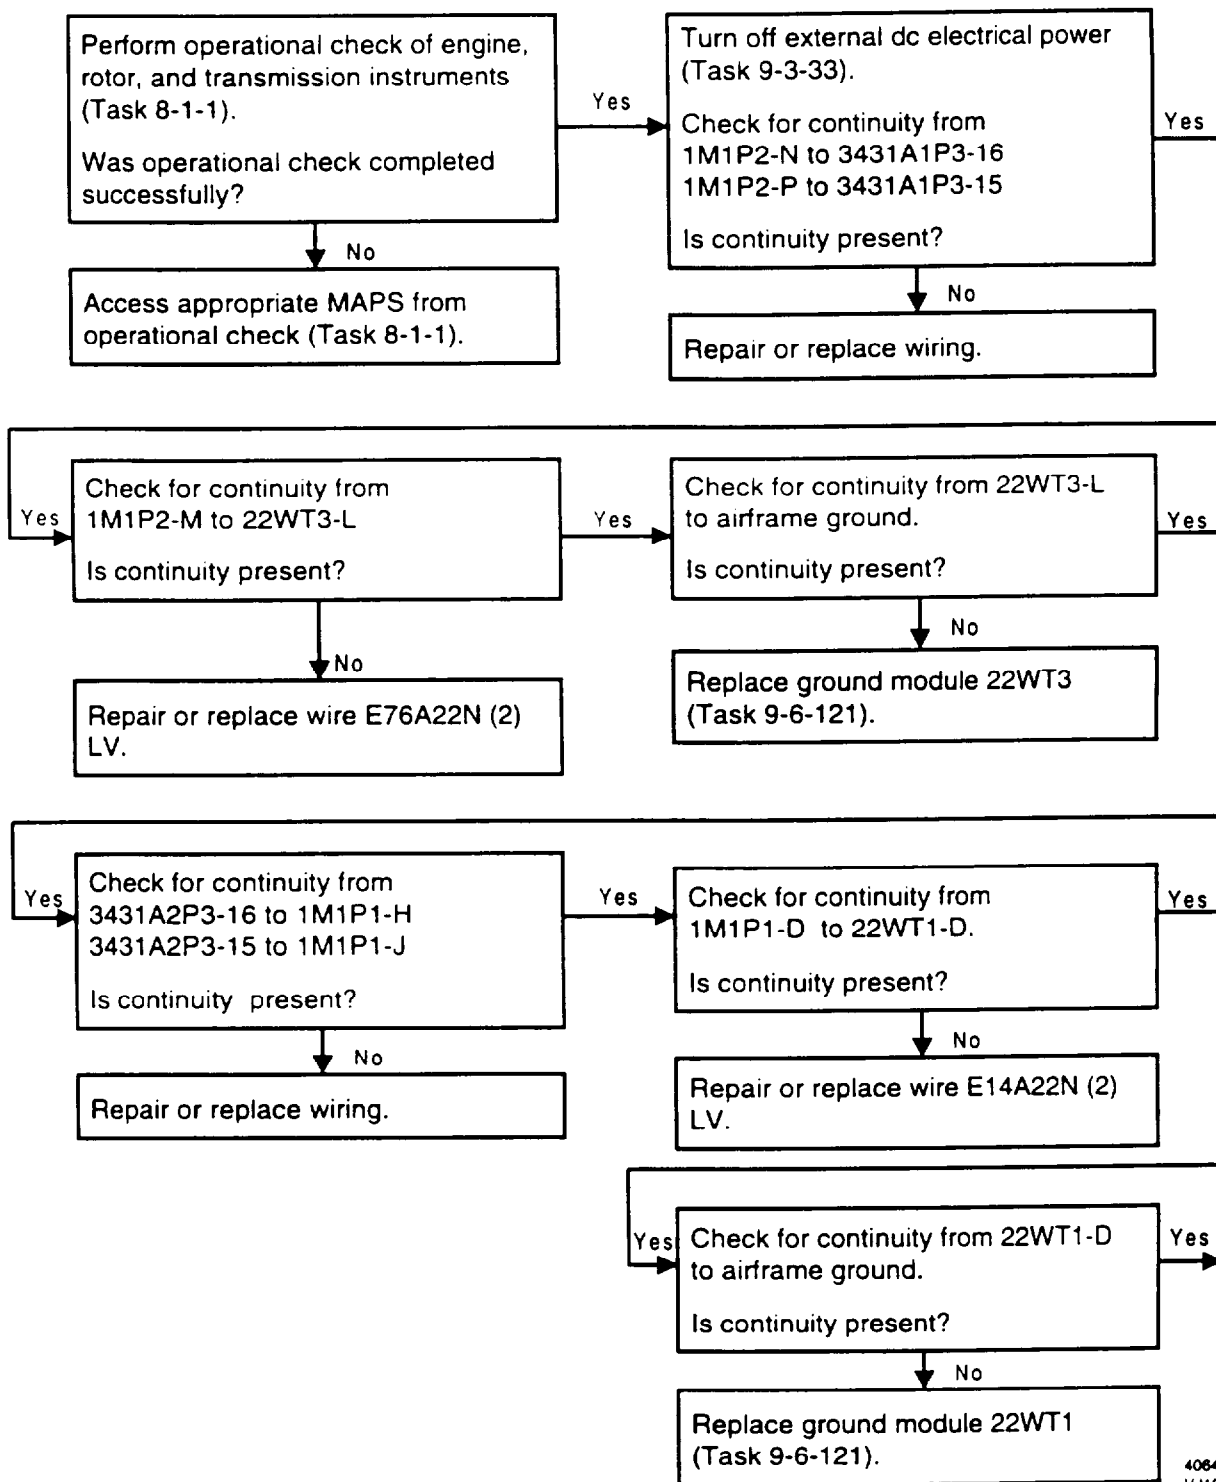 Perform operational check of engine,
rotor, and transmission instruments
(Task 8-1-1).
Was operational check completed
successfully?
Yes
No
Access appropriate MAPS from
operational check (Task 8-1-1).
Turn off external dc electrical power
(Task 9-3-33).
Check for continuity from
1M1P2-N to 3431A1P3-16
1M1P2-P to 3431A1P3-15
Is continuity present?
Yes
No
Repair or replace wiring.
Yes
Check for continuity from
1M1P2-M to 22WT3-L
Is continuity present?
Yes
No
Repair or replace wire E76A22N (2)
LV.
Check for continuity from 22WT3-L
to airframe ground.
Is continuity present?
Yes
No
Replace ground module 22WT3
(Task 9-6-121).
Yes
Check for continuity from
3431A2P3-16 to 1M1P1-H
3431A2P3-15 to 1M1P1-J
Is continuity present?
Yes
No
Repair or replace wiring.
Check for continuity from
1M1P1-D to 22WT1-D.
Is continuity present?
Yes
No
Repair or replace wire E14A22N (2)
LV.
Yes
Check for continuity from 22WT1-D
to airframe ground.
Is continuity present?
Yes
No
Replace ground module 22WT1
(Task 9-6-121).
4064